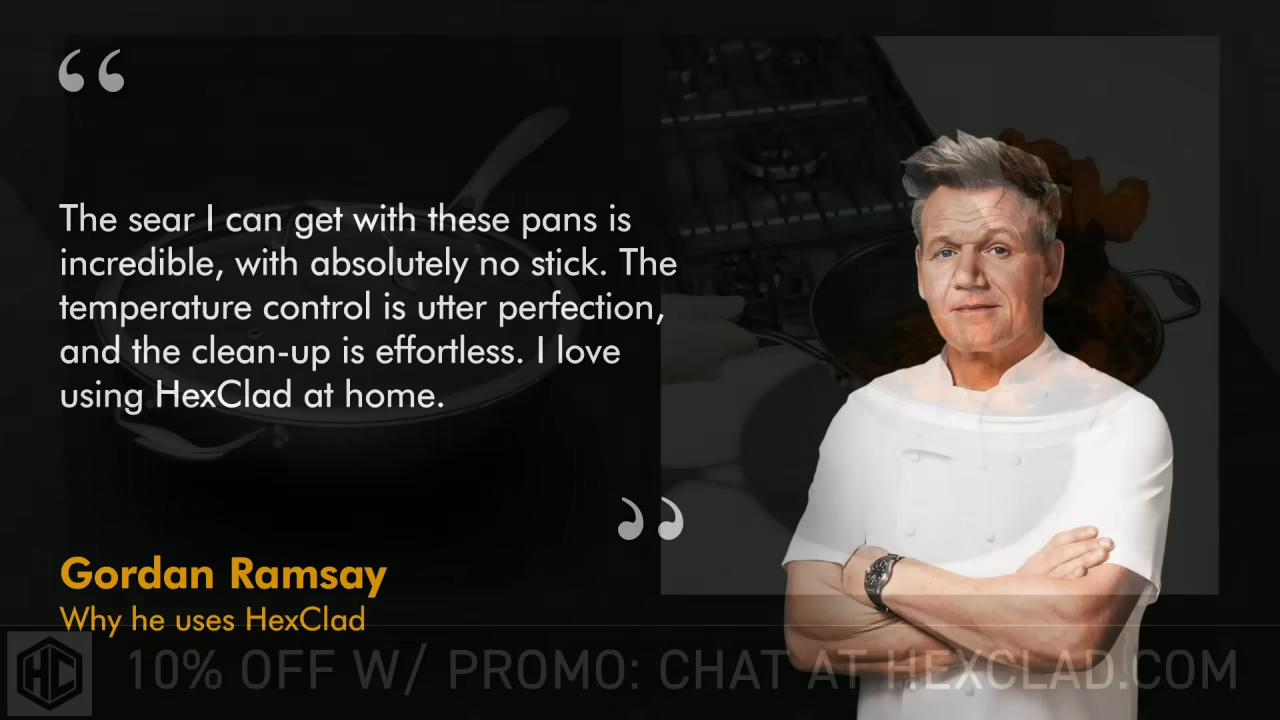 “
The sear I can get with these pans is
incredible, with absolutely no stick. The
temperature control is utter perfection,
and the clean-up is effortless. I love
using HexClad at home.
”
Gordan Ramsay
Why he uses HexClad
HC 10% OFF W/ PROMO: CHAT AT HEXCLAD.COM